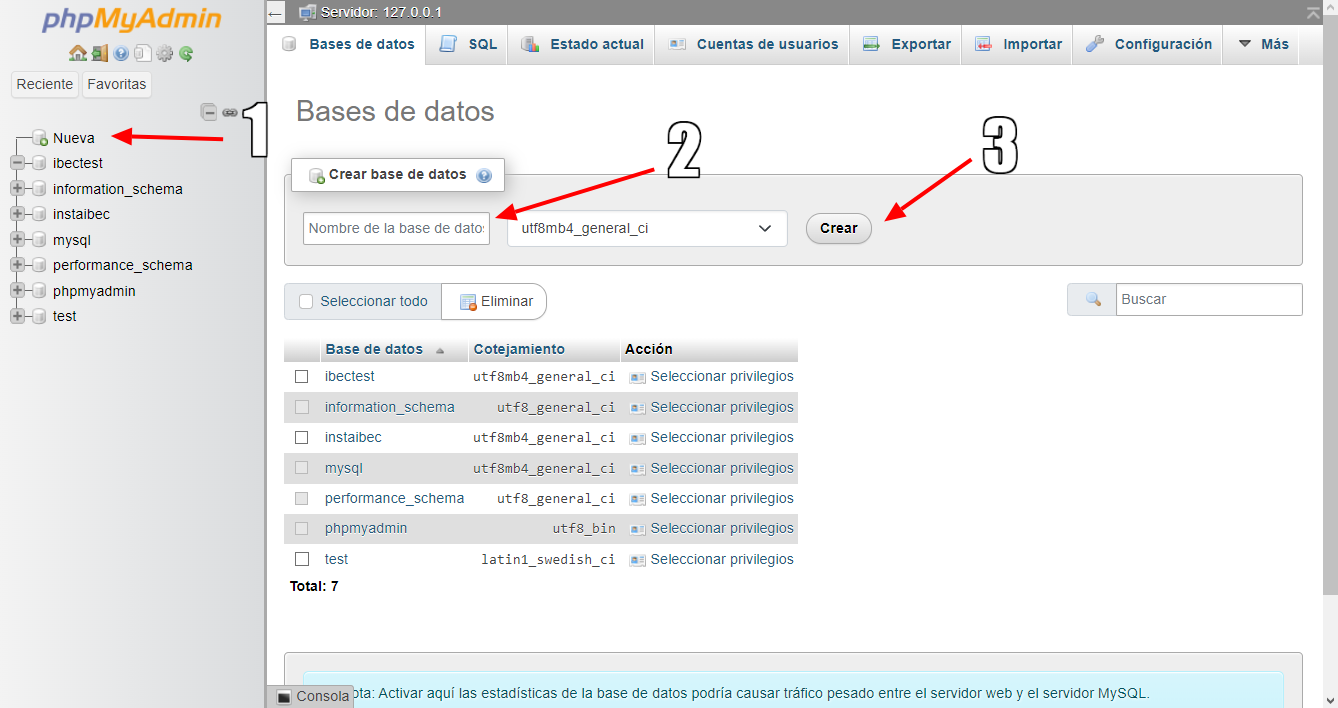 phpMyAdmin
Reciente Favoritas
1
Nueva
ibectest
information_schema
instaibec
mysql
performance_schema
phpmyadmin
test
Servidor: 127.0.0.1
Bases de datos SQL Estado actual Cuentas de usuarios Exportar Importar Configuración Más
Bases de datos
2
3
Crear base de datos
Nombre de la base de datos utf8mb4_general_ci Crear
Seleccionar todo Eliminar Buscar
Base de datos Cotejamiento Acción
ibectest utf8mb4_general_ci Seleccionar privilegios
information_schema utf8_general_ci Seleccionar privilegios
instaibec utf8mb4_general_ci Seleccionar privilegios
mysql utf8mb4_general_ci Seleccionar privilegios
performance_schema utf8_general_ci Seleccionar privilegios
phpmyadmin utf8_bin Seleccionar privilegios
test latin1_swedish_ci Seleccionar privilegios
Total: 7
ota: Activar aquí las estadísticas de la base de datos podría causar tráfico pesado entre el servidor web y el servidor MySQL.
Consola